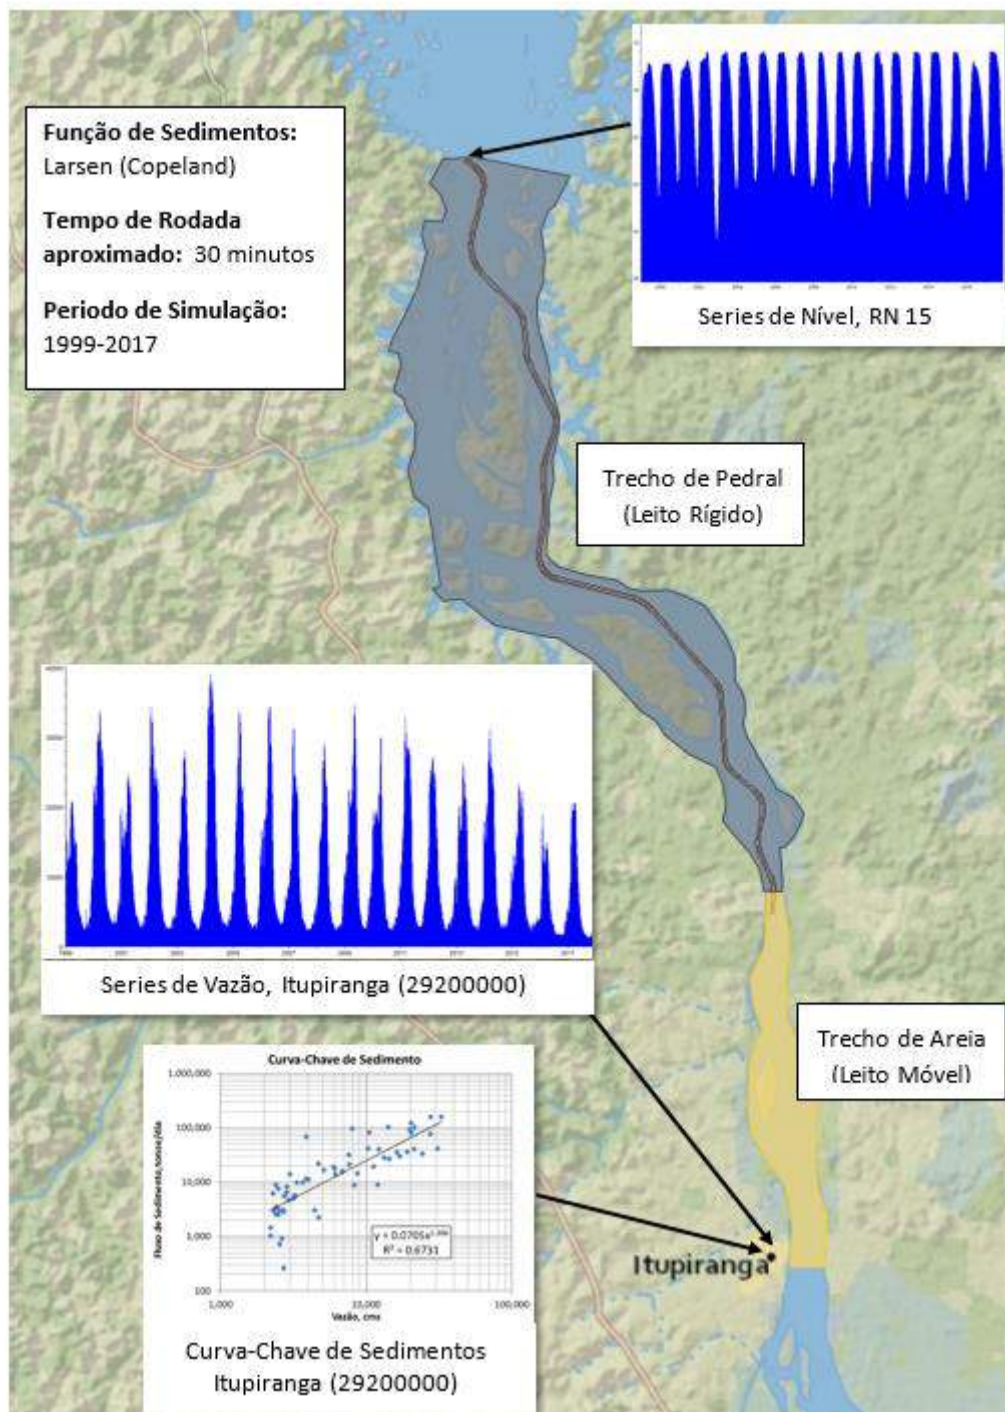 Função de Sedimentos:
Larsen (Copeland)
Tempo de Rodada
aproximado: 30 minutos
Periodo de Simulação:
1999-2017
Series de Nível, RN 15
Trecho de Pedral
(Leito Rígido)
Series de Vazão, Itupiranga (29200000)
Trecho de Areia
(Leito Móvel)
Curva-Chave de Sedimento
1.000,000
100,000
10,000
1,000
100
Fluxo de Sedimento,
R² = 0.6731
1,000
10,000
100,000
Vazão, cms
Curva-Chave de Sedimentos
Itupiranga (29200000)
Itupiranga